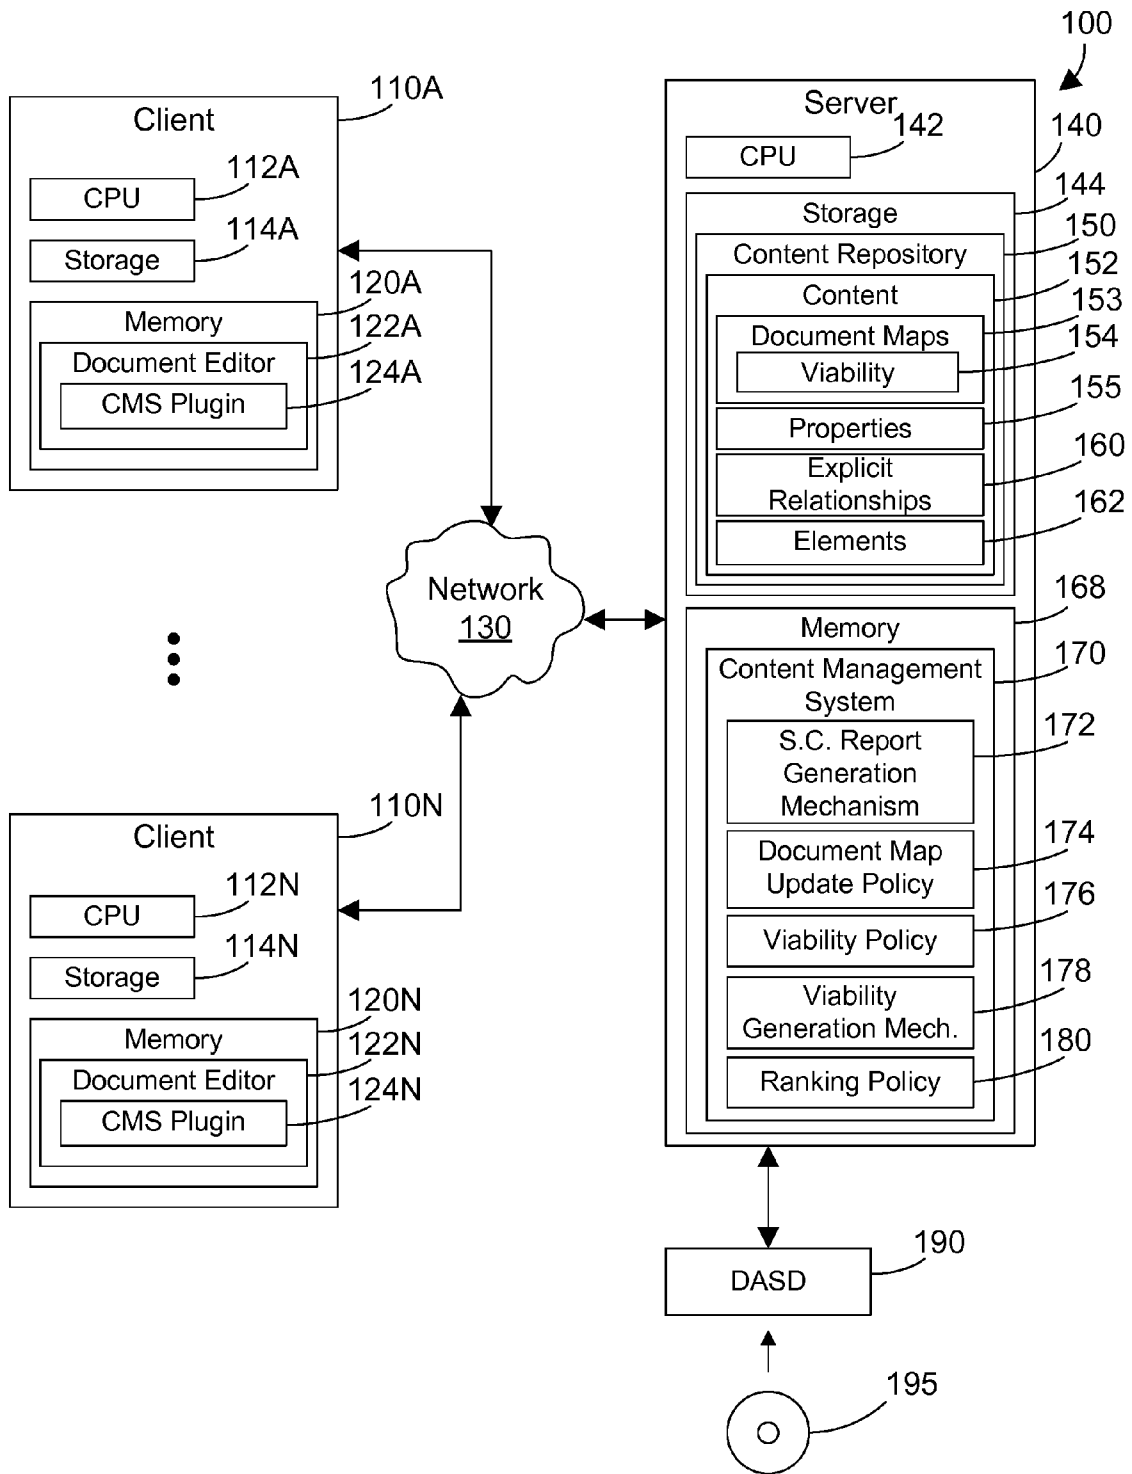 100
110A
Client
112A
CPU
114A
Storage
120A
Memory
122A
Document Editor
124A
CMS Plugin
Network
130
110N
Client
112N
CPU
114N
Storage
120N
Memory
122N
Document Editor
124N
CMS Plugin
Server
140
142
CPU
144
Storage
150
Content Repository
152
Content
153
Document Maps
154
Viability
155
Properties
160
Explicit
Relationships
162
Elements
168
Memory
170
Content Management
System
172
S.C. Report
Generation
Mechanism
174
Document Map
Update Policy
176
Viability Policy
178
Viability
Generation Mech.
180
Ranking Policy
190
DASD
195